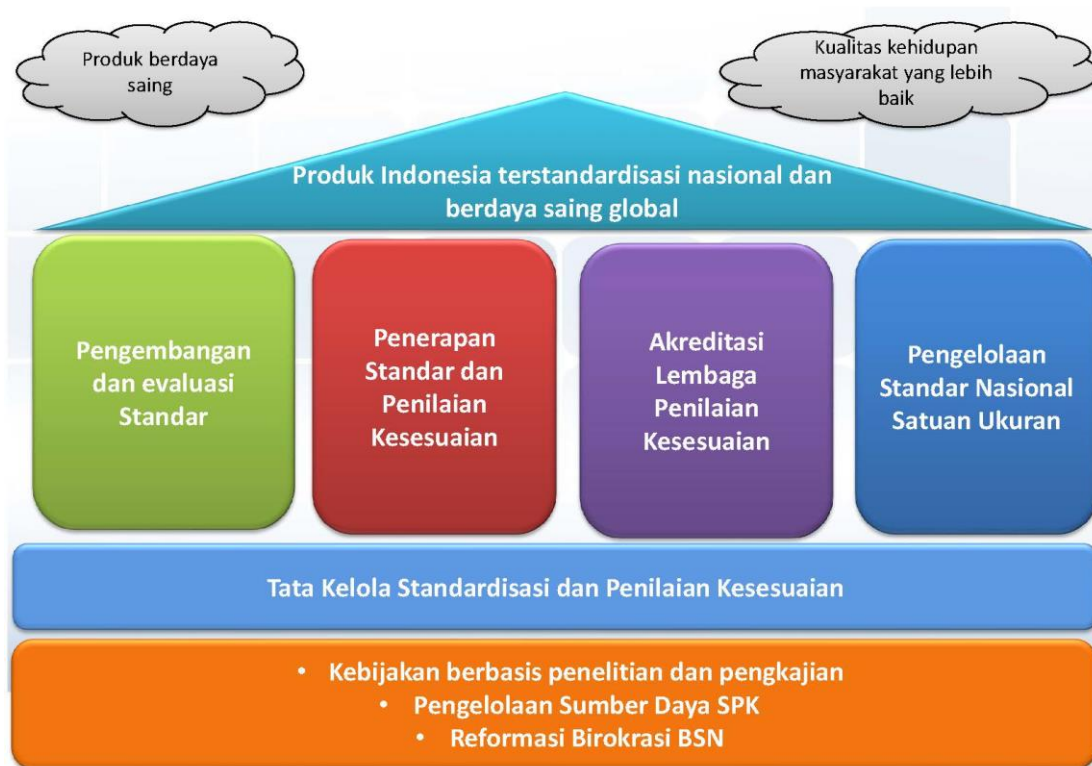 Produk berdaya
saing
Kualitas kehidupan
masyarakat yang lebih
baik
Produk Indonesia terstandardisasi nasional dan
berdaya saing global
Pengembangan
dan evaluasi
Standar
Penerapan
Standar dan
Penilaian
Kesesuaian
Akreditasi
Lembaga
Penilaian
Kesesuaian
Pengelolaan
Standar Nasional
Satuan Ukuran
Tata Kelola Standardisasi dan Penilaian Kesesuaian
• Kebijakan berbasis penelitian dan pengkajian
• Pengelolaan Sumber Daya SPK
• Reformasi Birokrasi BSN